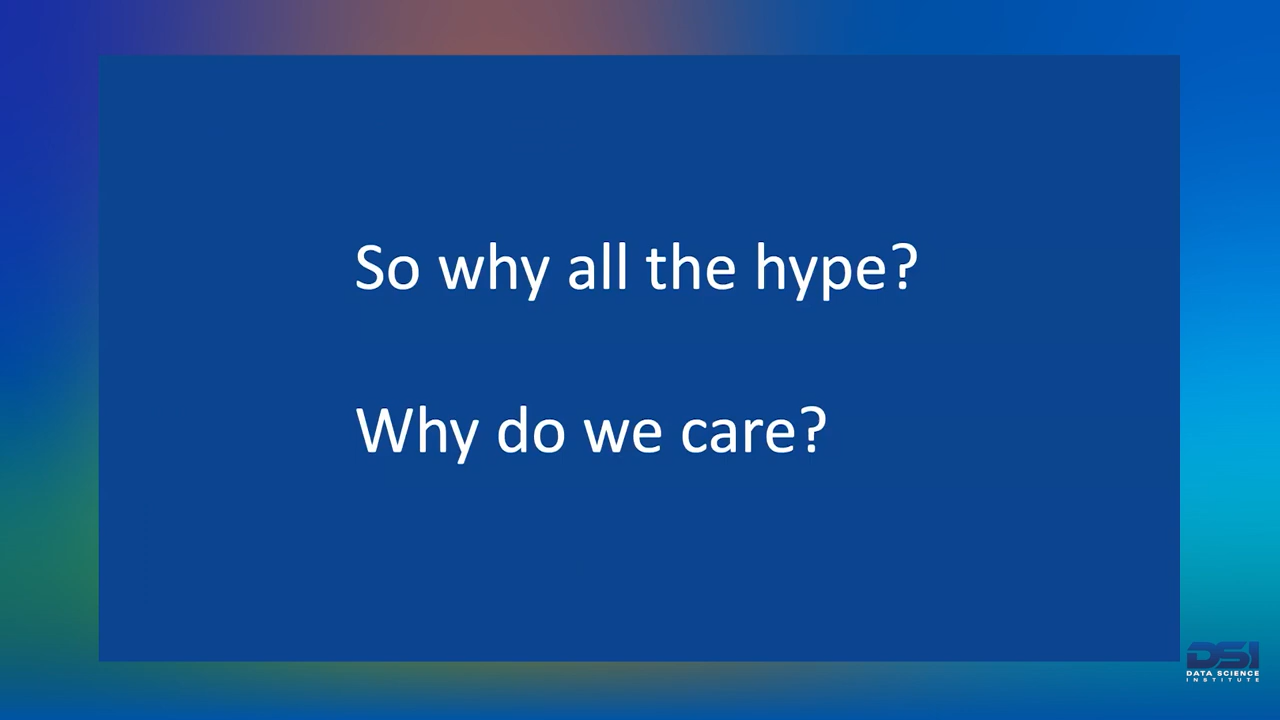 So why all the hype?
Why do we care?
DSI
DATA SCIENCE
INSTITUTE